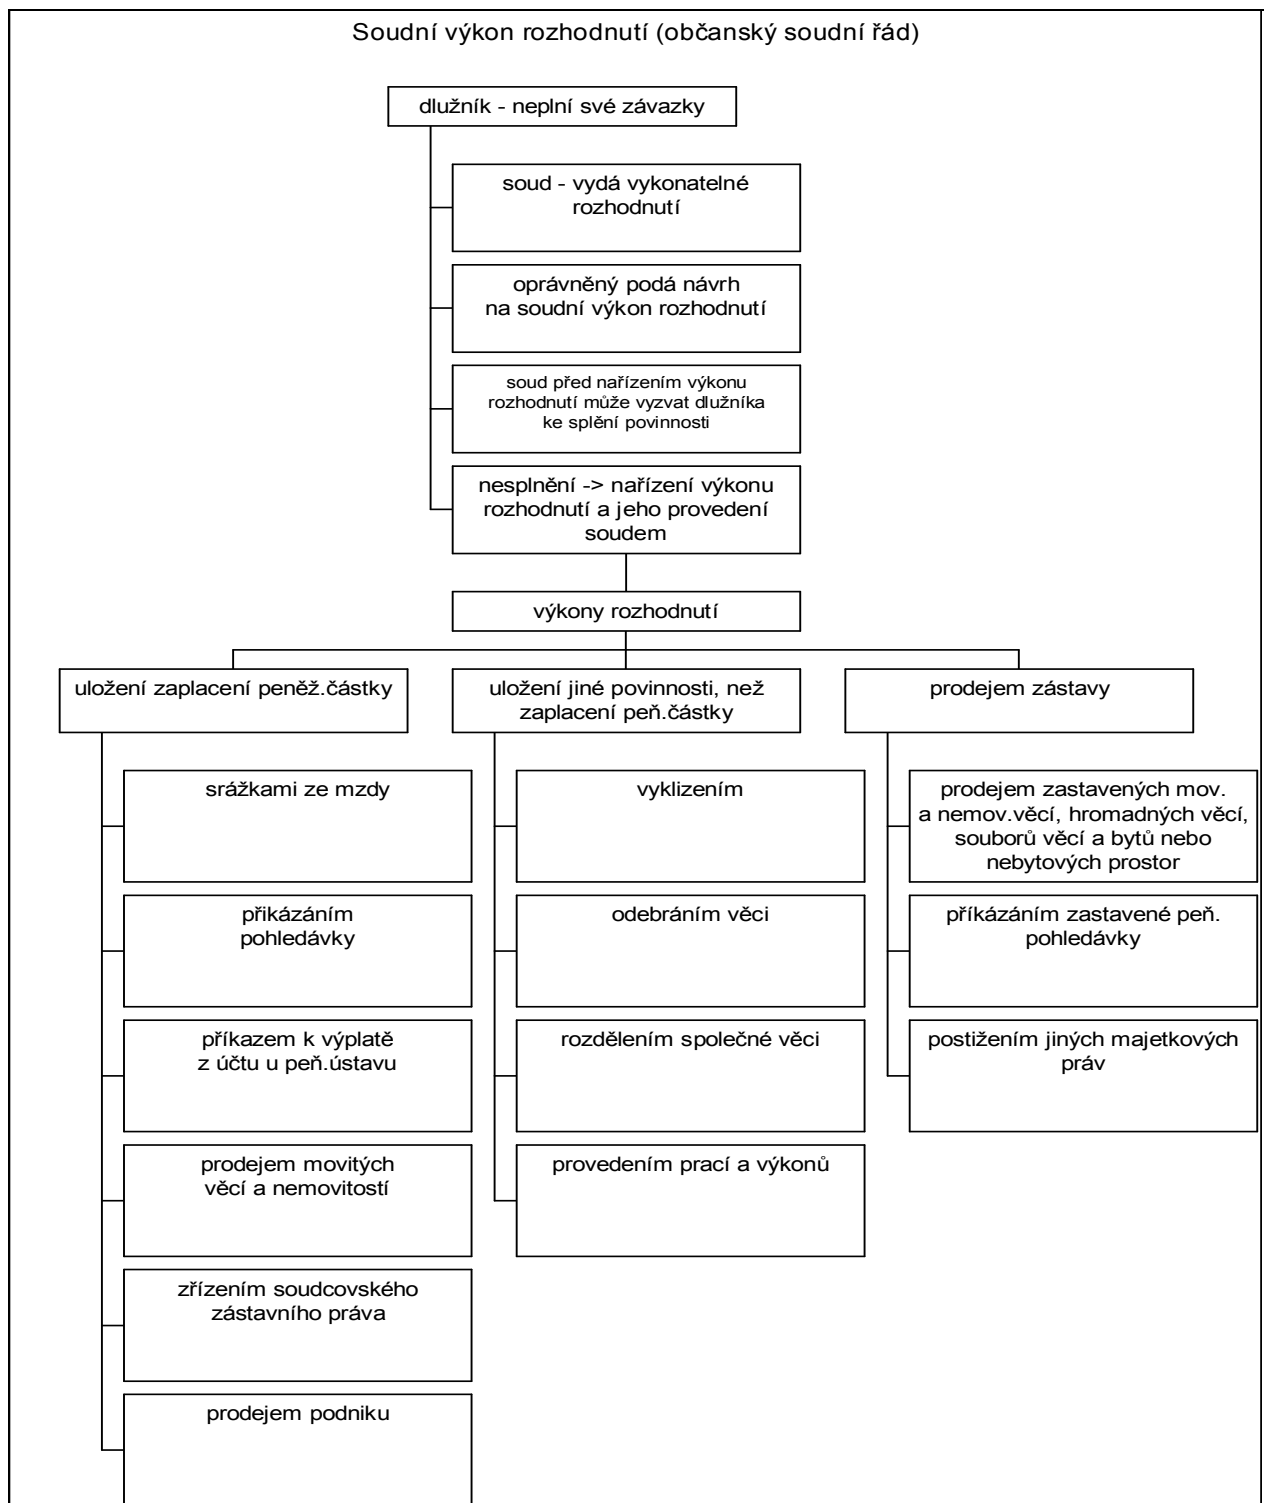 Soudní výkon rozhodnutí (občanský soudní řád)
dlužník - neplní své závazky
soud - vydá vykonatelné
rozhodnutí
oprávněný podá návrh
na soudní výkon rozhodnutí
soud před nařízením výkonu
rozhodnutí může vyzvat dlužníka
ke splění povinnosti
nesplnění -> nařízení výkonu
rozhodnutí a jeho provedení
soudem
výkony rozhodnutí
uložení zaplacení peněž.částky
srážkami ze mzdy
přikázáním
pohledávky
příkazem k výplatě
z účtu u peň.ústavu
prodejem movitých
věcí a nemovitostí
zřízením soudcovského
zástavního práva
prodejem podniku
uložení jiné povinnosti, než
zaplacení peň.částky
vyklizením
odebráním věci
rozdělením společné věci
provedením prací a výkonů
prodejem zástavy
prodejem zastavených mov.
a nemov.věcí, hromadných věcí,
souborů věcí a bytů nebo
nebytových prostor
příkázáním zastavené peň.
pohledávky
postižením jiných majetkových
práv